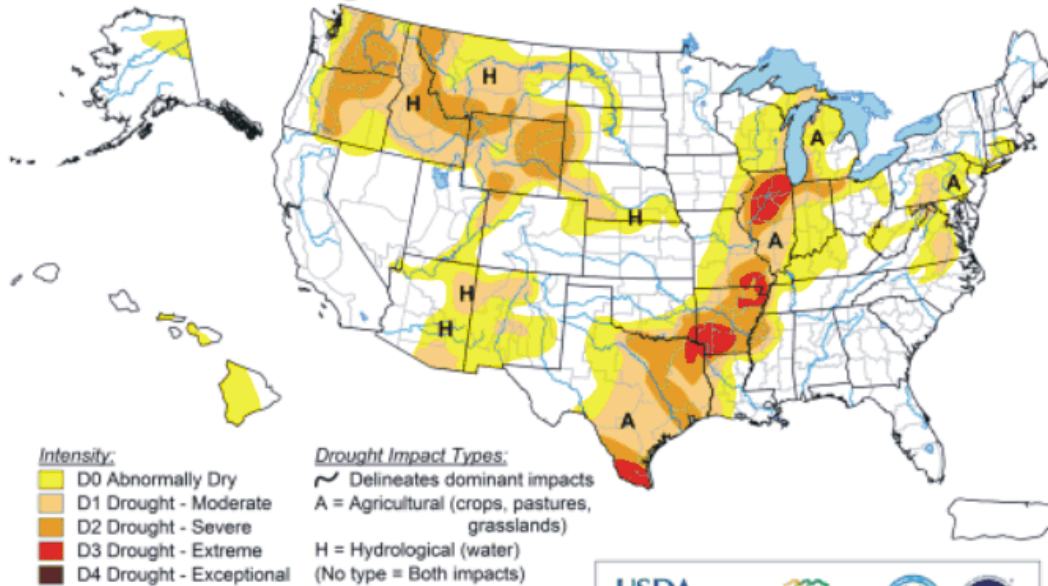 H
H
A
A
H
A
H
H
A
Intensity:
D0 Abnormally Dry
D1 Drought - Moderate
D2 Drought - Severe
D3 Drought - Extreme
D4 Drought - Exceptional
Drought Impact Types:
Delineates dominant impacts
A = Agricultural (crops, pastures,
grasslands)
H = Hydrological (water)
(No type = Both impacts)
USDA